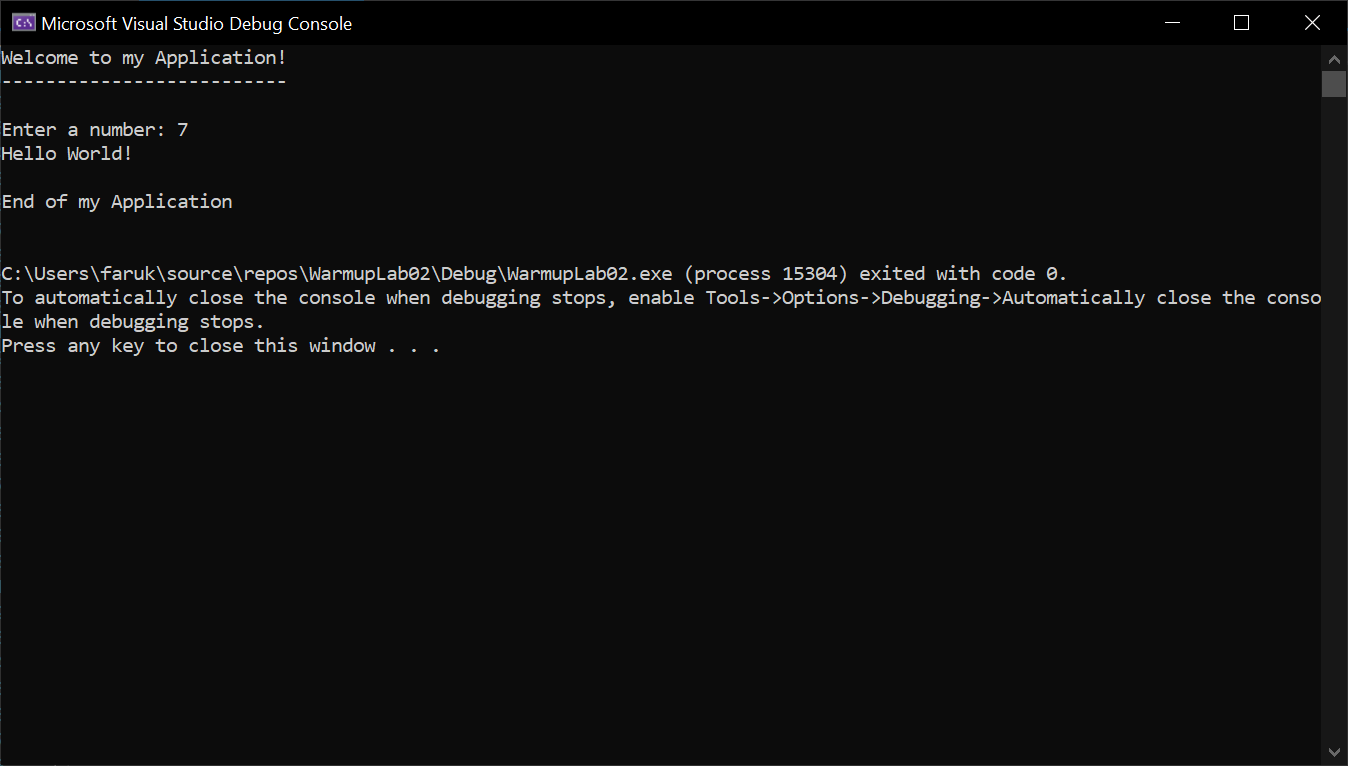 Microsoft Visual Studio Debug Console
Welcome to my Application!
--------------------------
Enter a number: 7
Hello World!
End of my Application
C:\Users\faruk\source\repos\WarmupLab02\Debug\WarmupLab02.exe (process 15304) exited with code 0.
To automatically close the console when debugging stops, enable Tools->Options->Debugging->Automatically close the conso
le when debugging stops.
Press any key to close this window . . .